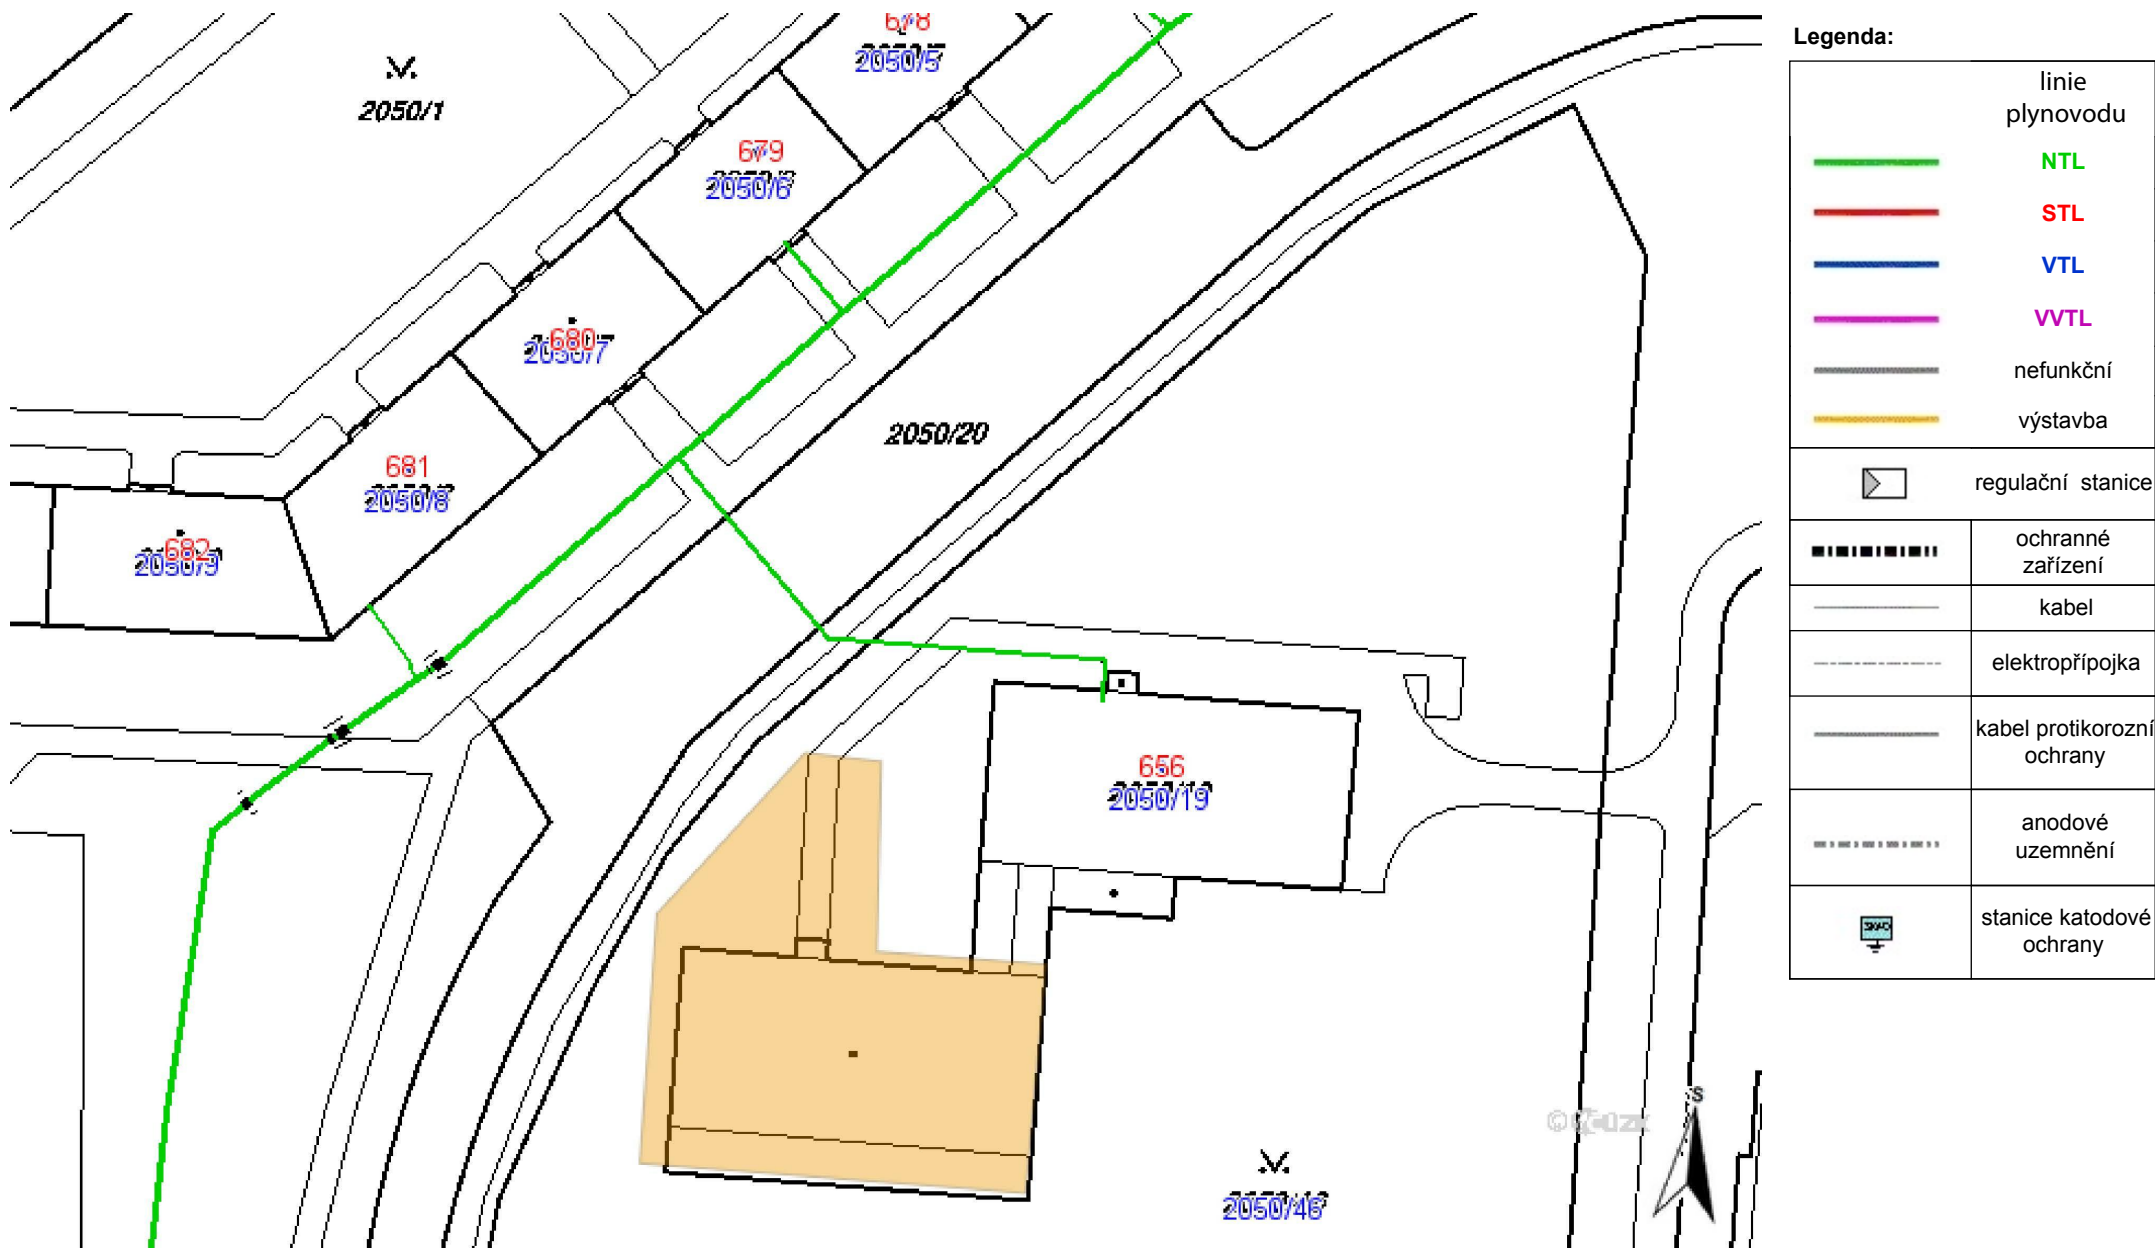 678
2050/5
2050/1
679
2050/6
680
2050/7
2050/20
681
2050/8
682
2050/9
656
2050/19
2050/46
S
Legenda:
linie
plynovodu
NTL
STL
VTL
VVTL
nefunkční
výstavba
regulační stanice
ochranné
zařízení
kabel
elektropřípojka
kabel protikorozní
ochrany
anodové
uzemnění
stanice katodové
ochrany